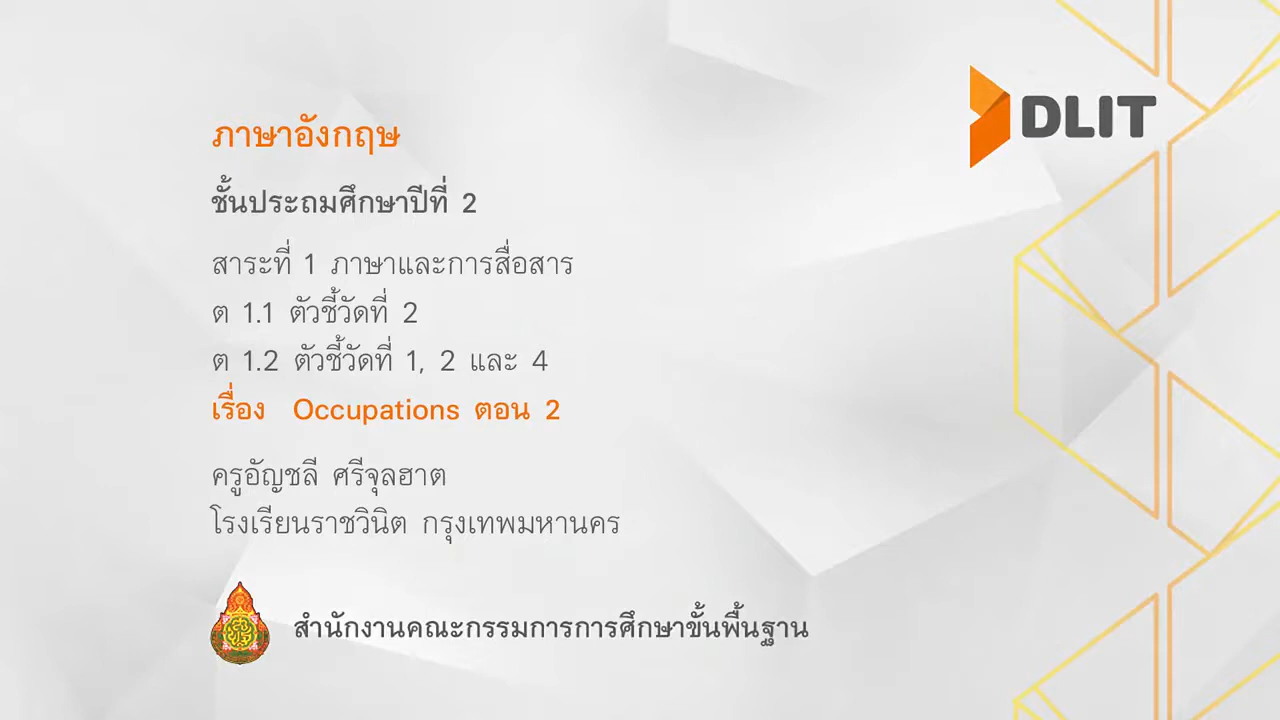 ภาษาอังกฤษ
DLIT
ชั้นประถมศึกษาปีที่ 2
สาระที่ 1 ภาษาและการสื่อสาร
ต 1.1 ตัวชี้วัดที่ 2
ต 1.2 ตัวชี้วัดที่ 1, 2 และ 4
เรื่อง Occupations ตอน 2
ครูอัญชลี ศรีจุลฮาต
โรงเรียนราชวินิต กรุงเทพมหานคร
สำนักงานคณะกรรมการการศึกษาขั้นพื้นฐาน